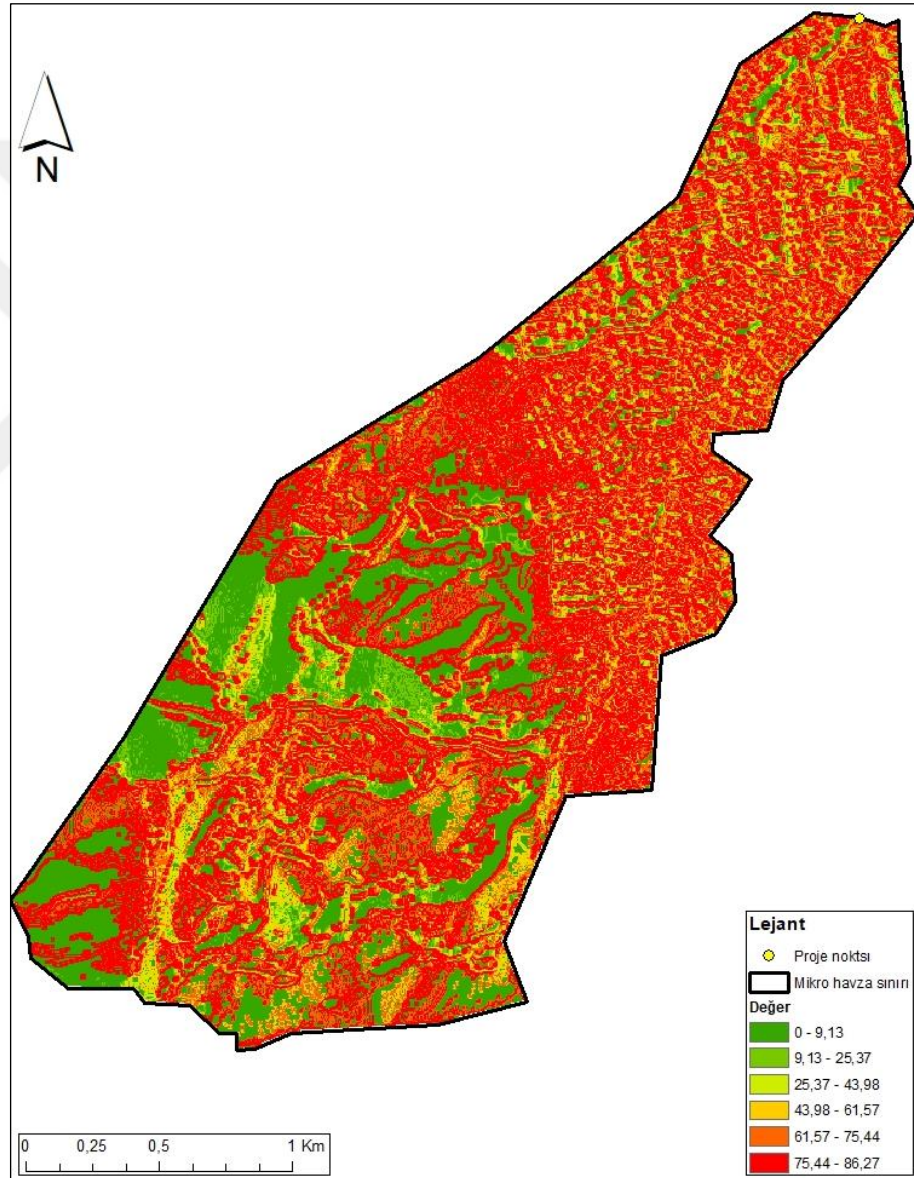 N
Lejant
Proje noktsı
Mikro havza sınırı
Değer
0 - 9,13
9,13 - 25,37
25,37 - 43,98
43,98 - 61,57
61,57 - 75,44
75,44 - 86,27
0 0,25 0,5 1 Km